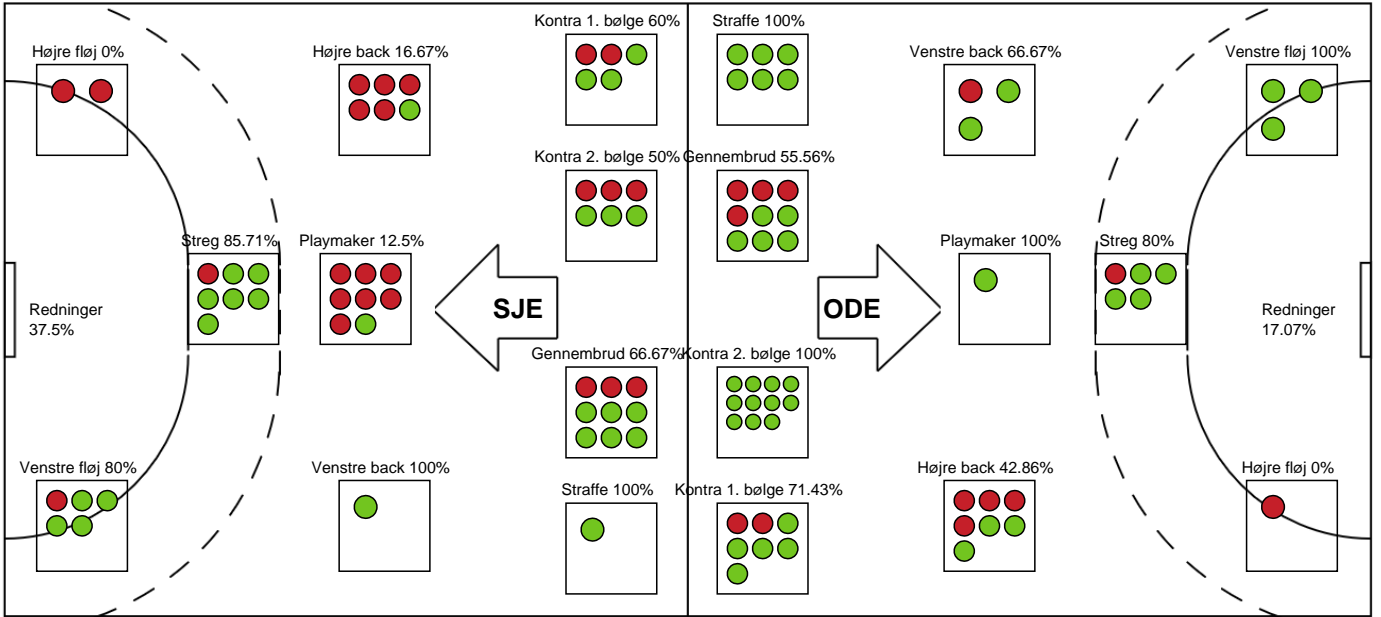 Kontra 1. bølge 60%
Straffe 100%
Højre fløj 0%
Højre back 16.67%
Venstre back 66.67%
Venstre fløj 100%
Kontra 2. bølge 50%
Gennembrud 55.56%
Streg 85.71%
Playmaker 12.5%
Playmaker 100%
Streg 80%
Redninger
37.5%
SJE
ODE
Redninger
17.07%
Gennembrud 66.67%
Kontra 2. bølge 100%
Venstre fløj 80%
Venstre back 100%
Straffe 100%
Kontra 1. bølge 71.43%
Højre back 42.86%
Højre fløj 0%